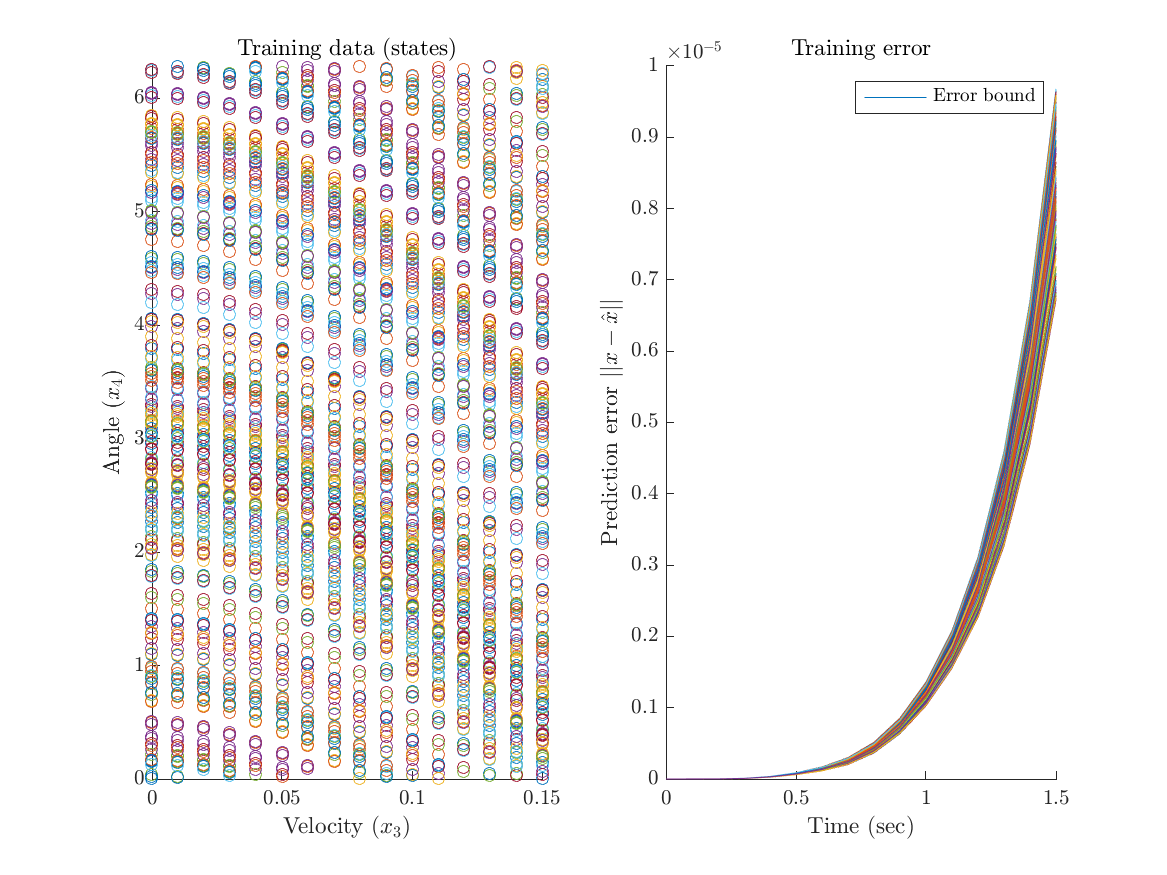 Training data (states)
6
5
4
3
2
1
0
0 0.05 0.1 0.15
Velocity (x₃)
Angle (x₄)
Training error
×10⁻⁵
1
0.9
0.8
0.7
0.6
0.5
0.4
0.3
0.2
0.1
0
0 0.5 1 1.5
Time (sec)
Prediction error ||x − x̂||
Error bound